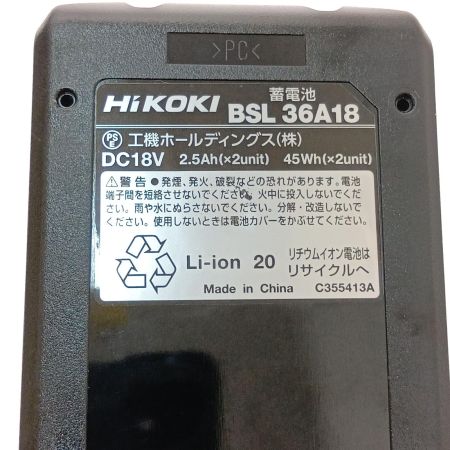 >PC<
HiKOKI 蓄電池 BSL 36A18
PS E 工機ホールディングス(株)
DC18V 2.5Ah(×2unit) 45Wh(×2unit)
⚠警告 ●発煙、発火、破裂などの恐れがあります。電池
端子間を短絡させないでください。火中に投入しないでくだ
さい。雨や水にぬらさないでください。分解・改造しないで
ください。使用しないときは電池カバーをかぶせてください。
Li-ion 20
リチウムイオン電池は
リサイクルへ
Made in China C355413A